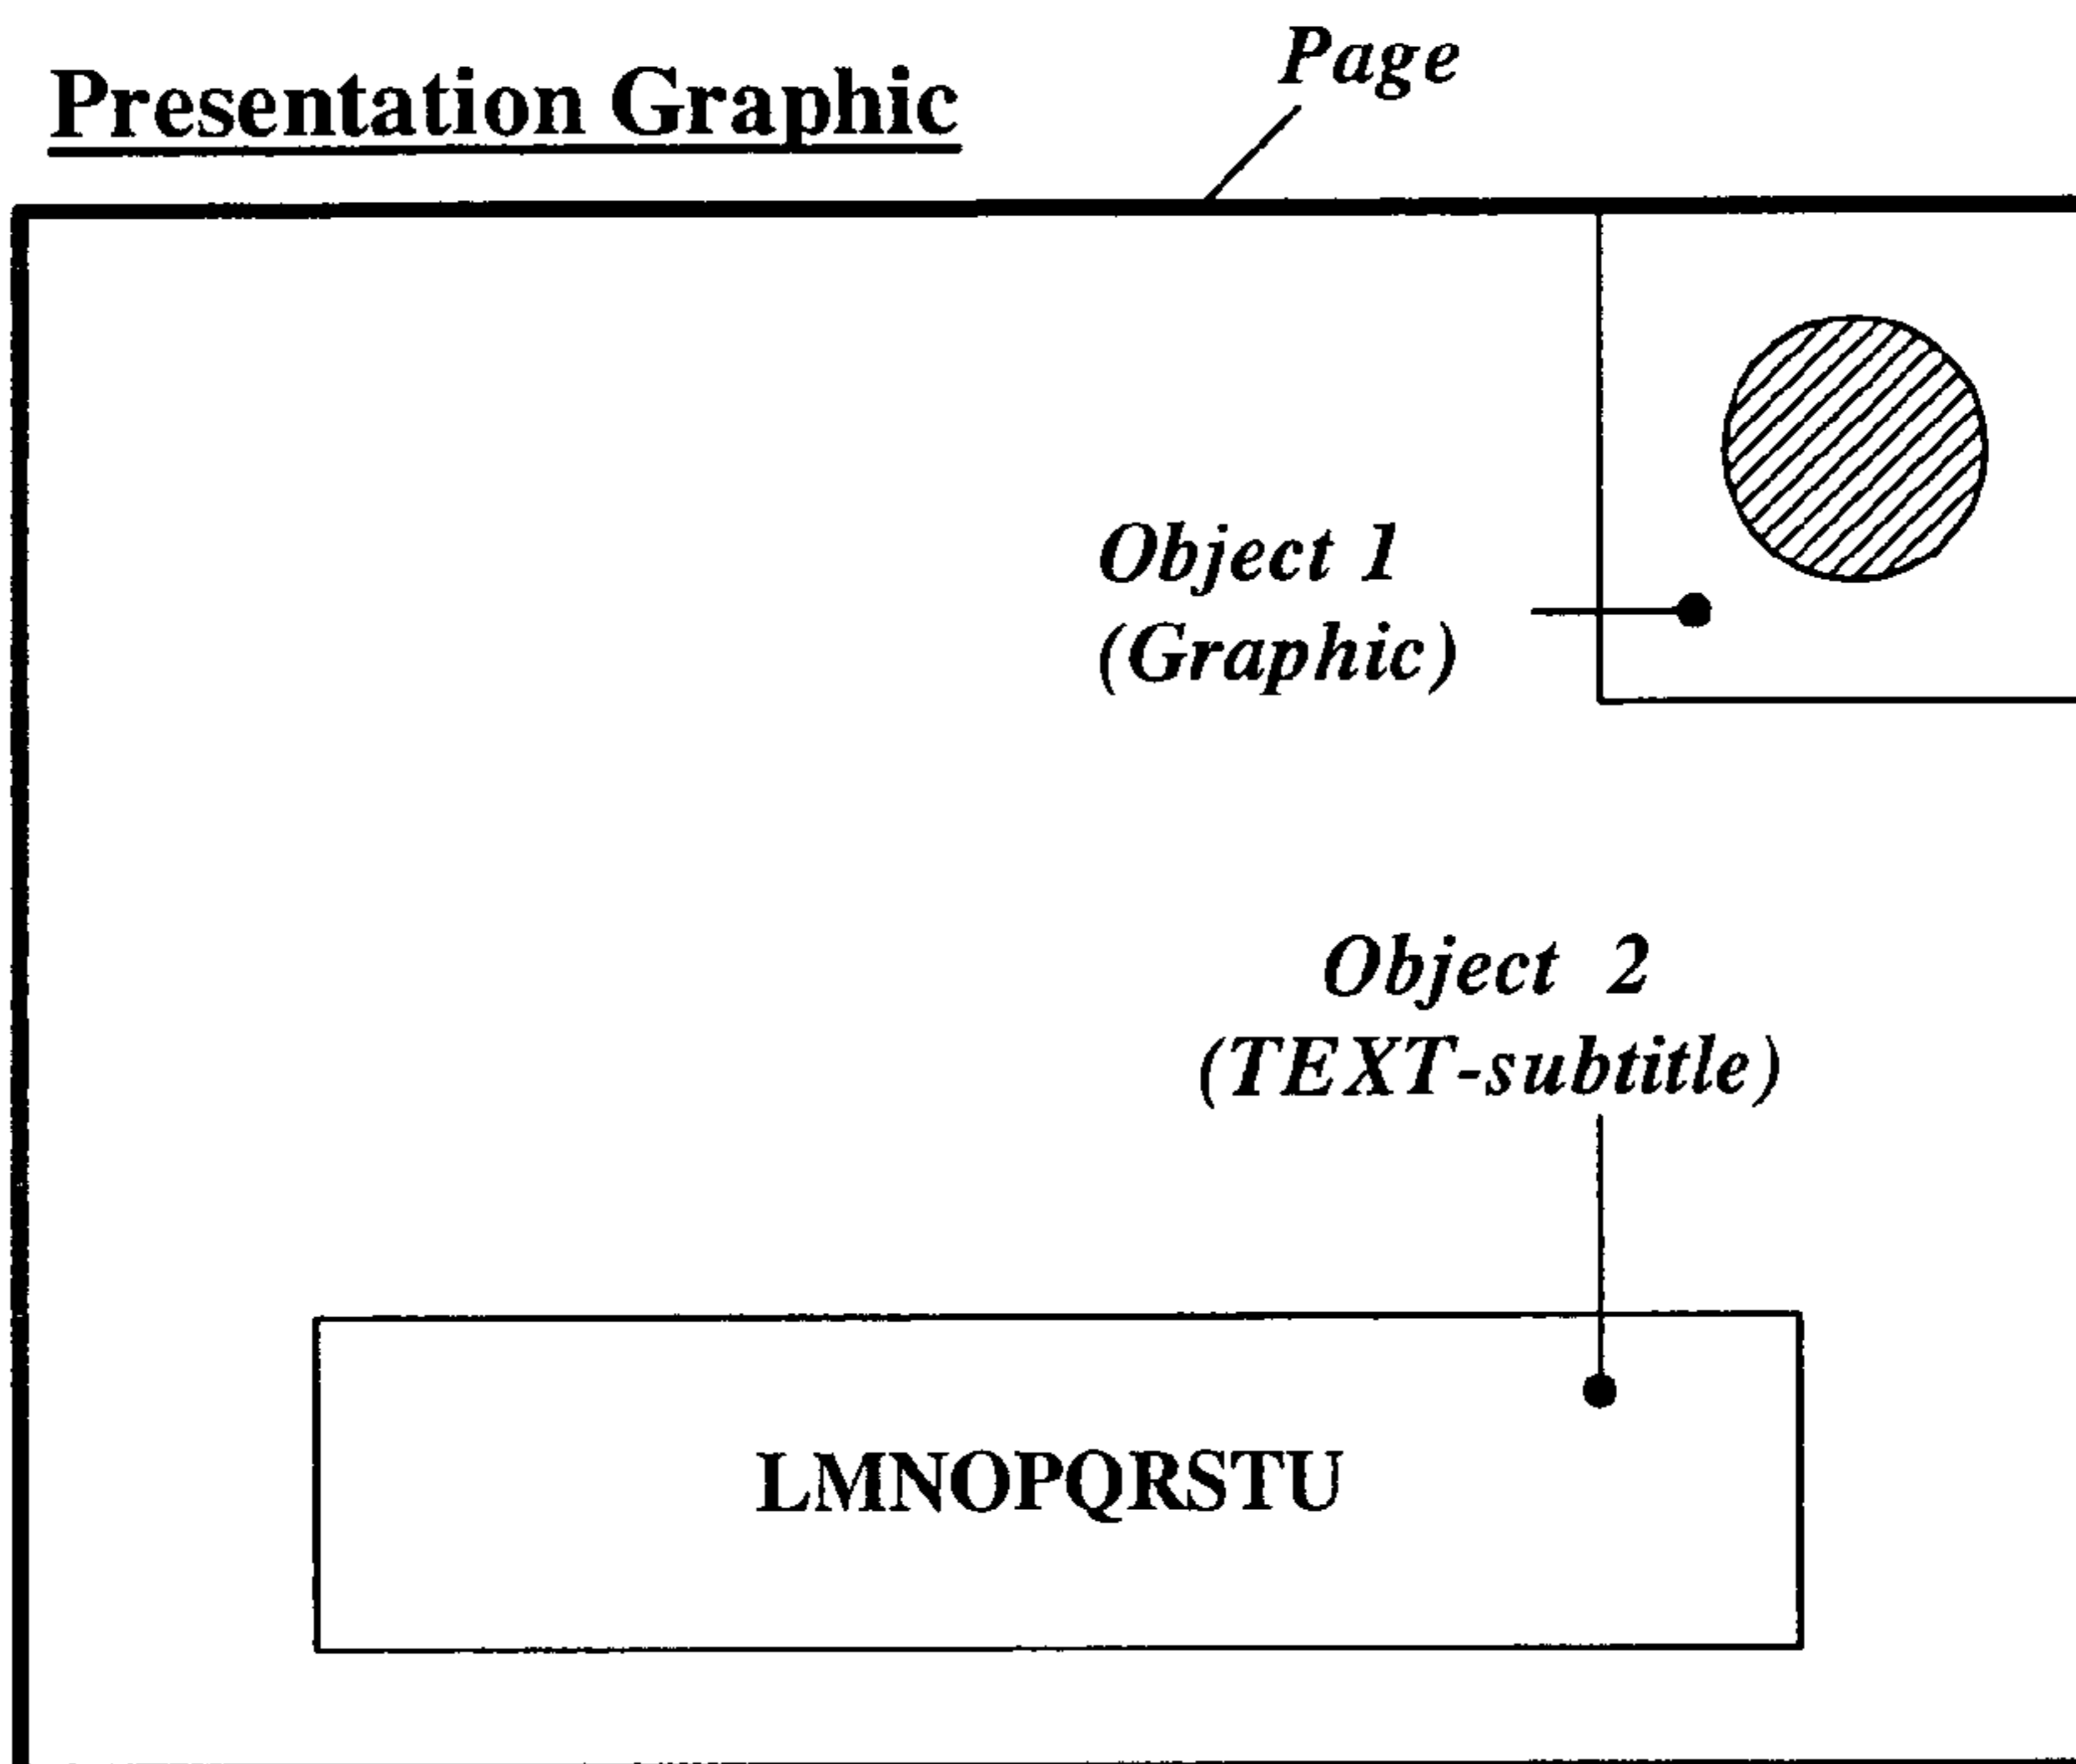 Presentation Graphic
Page
Object 1
(Graphic)
Object 2
(TEXT-subtitle)
LMNOPQRSTU